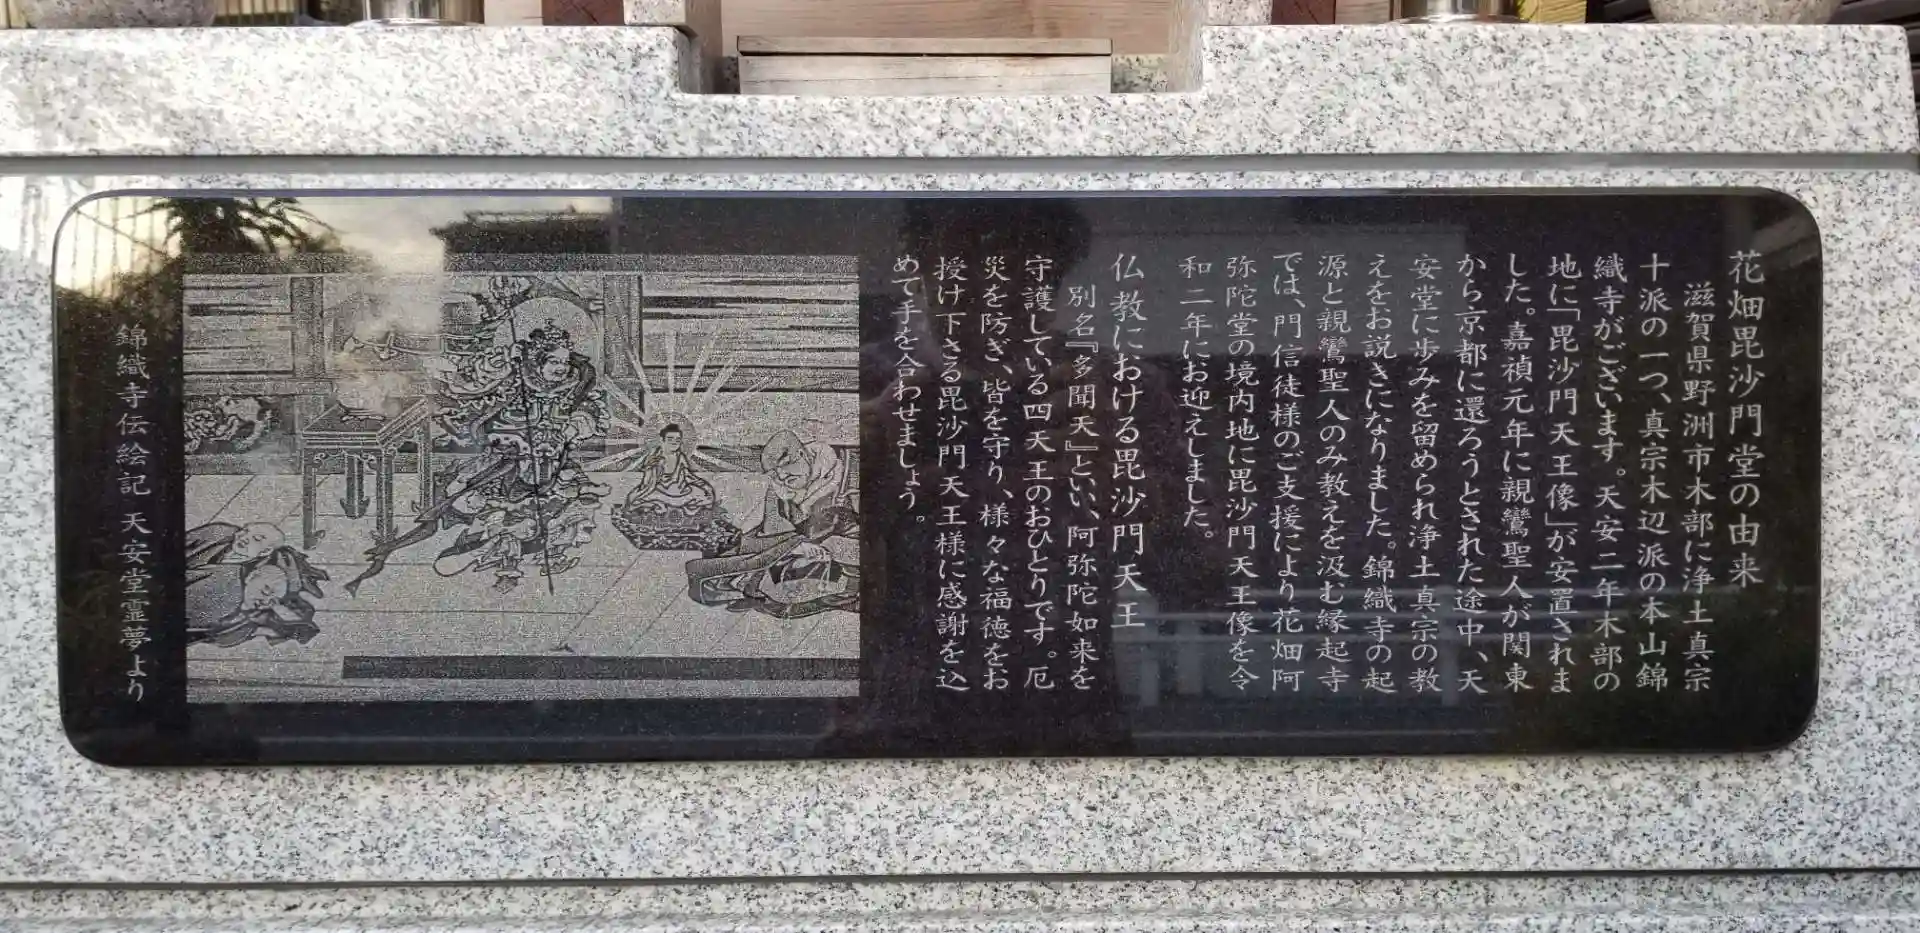 花畑毘沙門堂の由来
滋賀県野洲市木部に浄土真宗
十派の一つ、真宗木辺派の本山錦
織寺がございます。天安二年木部の
地に「毘沙門天王像」が安置されま
した。嘉禎元年に親鸞聖人が関東
から京都に還ろうとされた途中、天
安堂に歩みを留められ浄土真宗の教
えをお説きになりました。錦織寺の起
源と親鸞聖人のみ教えを汲む縁起寺
では、門信徒様のご支援により花畑阿
弥陀堂の境内地に毘沙門天王像を令
和二年にお迎えしました。
仏教における毘沙門天王
別名『多聞天』といい、阿弥陀如来を
守護している四天王のおひとりです。厄
災を防ぎ、皆を守り、様々な福徳をお
授け下さる毘沙門天王様に感謝を込
めて手を合わせましょう。
錦織寺伝絵記 天安堂霊夢より